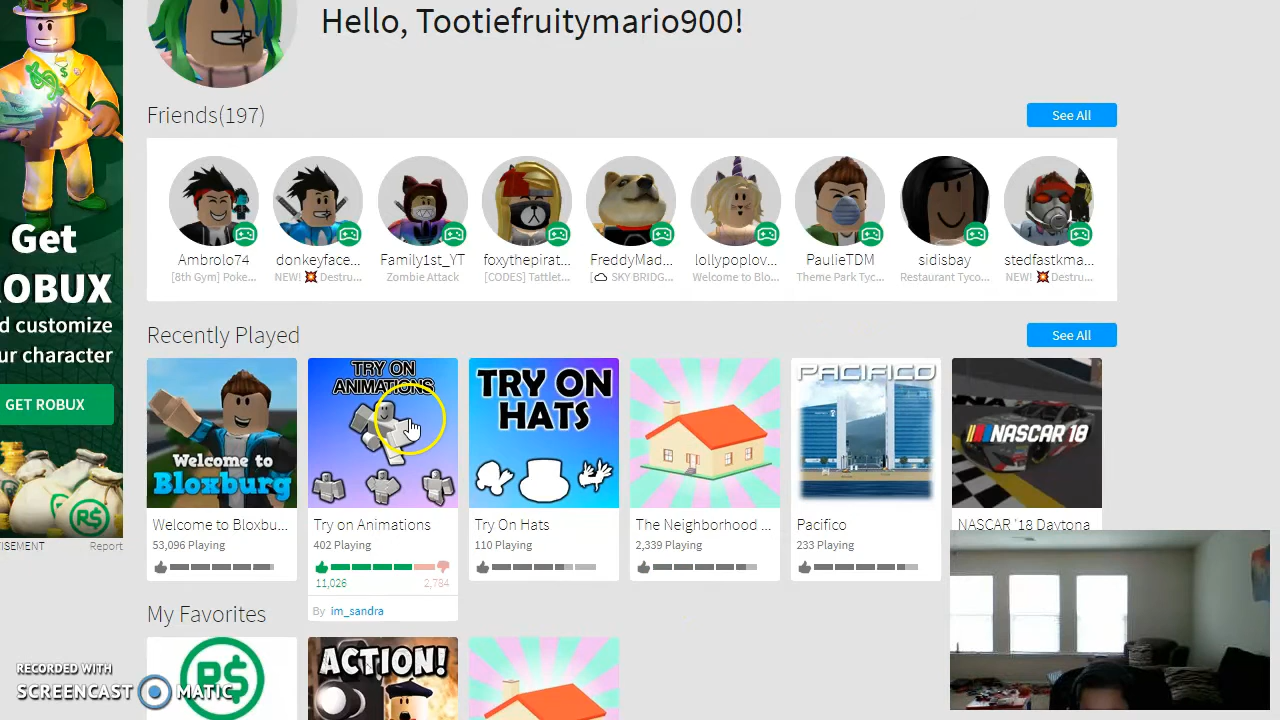 Hello, Tootiefruitymario900!
Friends(197)
See All
Ambrolo74
donkeyface...
Family1st_YT
foxythepirat...
FreddyMad...
lollypoplov...
PaulieTDM
sidisbay
stedfastkma...
[8th Gym] Poke...
NEW! 💥 Destru...
Zombie Attack
[CODES] Tattlet...
[☁ SKY BRIDG...
Welcome to Blo...
Theme Park Tyc...
Restaurant Tyco...
NEW! 💥 Destru...
Get
ROBUX
d customize
ur character
GET ROBUX
$
R$
ISEMENT
Report
Recently Played
See All
Welcome to
Bloxburg
Welcome to Bloxbu...
53,096 Playing
TRY ON
ANIMATIONS
Try on Animations
402 Playing
11,026
2,784
By im_sandra
TRY ON
HATS
Try On Hats
110 Playing
The Neighborhood ...
2,339 Playing
PACIFICO
Pacifico
233 Playing
NASCAR 18
NASCAR '18 Daytona
My Favorites
R$
ACTION!
RECORDED WITH
SCREENCAST MATIC